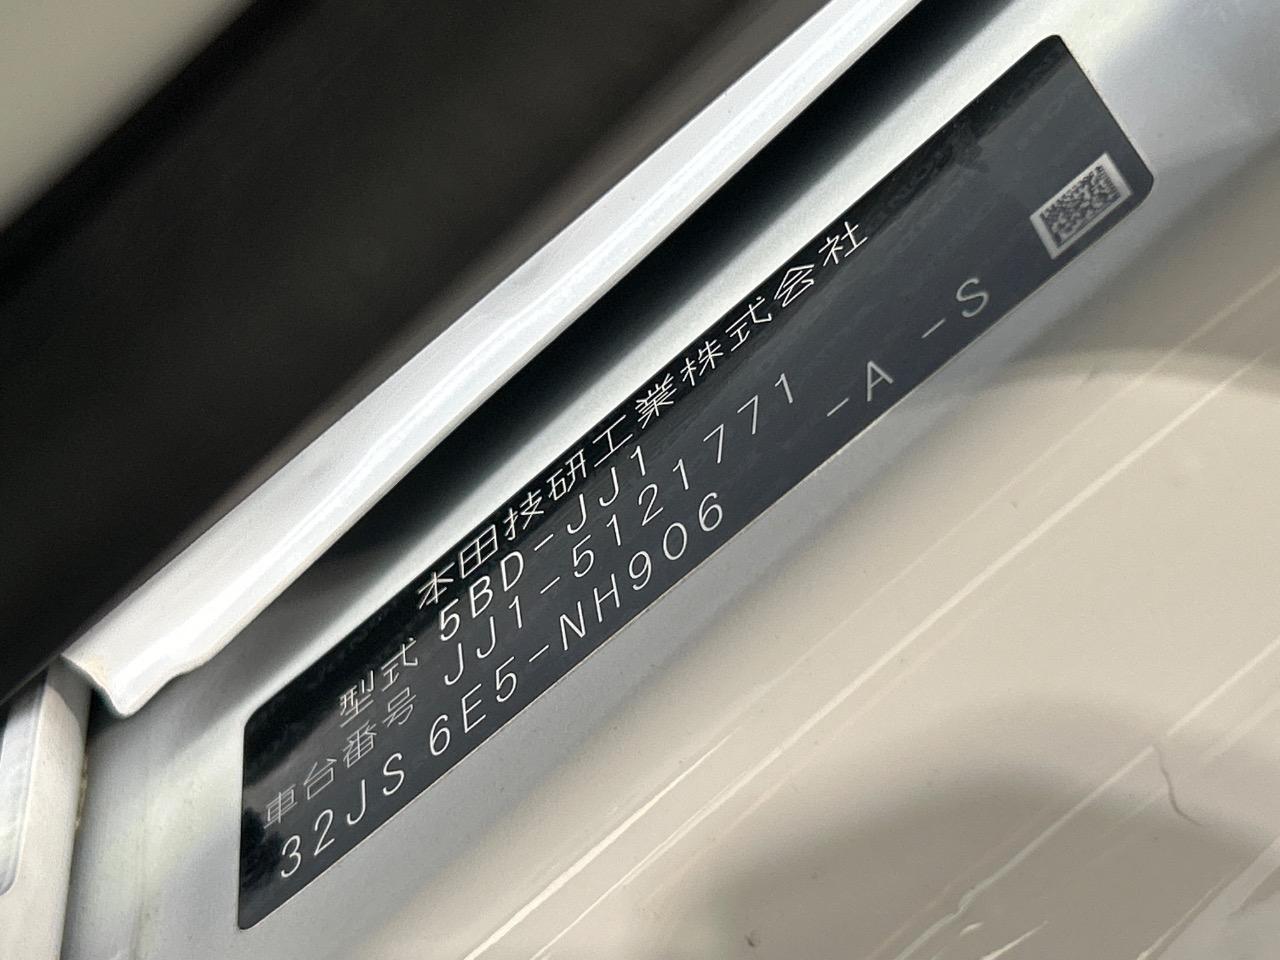 本田技研工業株式会社
型式 5BD-JJ1
車台番号 JJ1-5121771
32JS 6E5-NH906 -A -S